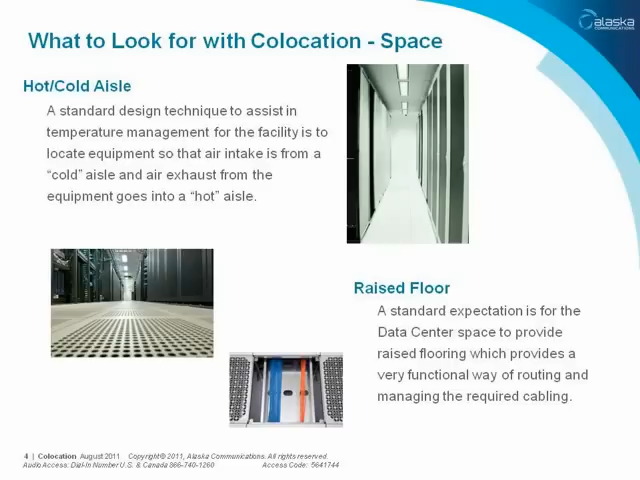 alaska
COMMUNICATIONS
What to Look for with Colocation - Space
Hot/Cold Aisle
A standard design technique to assist in
temperature management for the facility is to
locate equipment so that air intake is from a
“cold” aisle and air exhaust from the
equipment goes into a “hot” aisle.
Raised Floor
A standard expectation is for the
Data Center space to provide
raised flooring which provides a
very functional way of routing and
managing the required cabling.
4 | Colocation August 2011 Copyright © 2011, Alaska Communications. All rights reserved.
Audio Access: Dial-In Number U.S. & Canada 866-740-1260 Access Code: 5641744